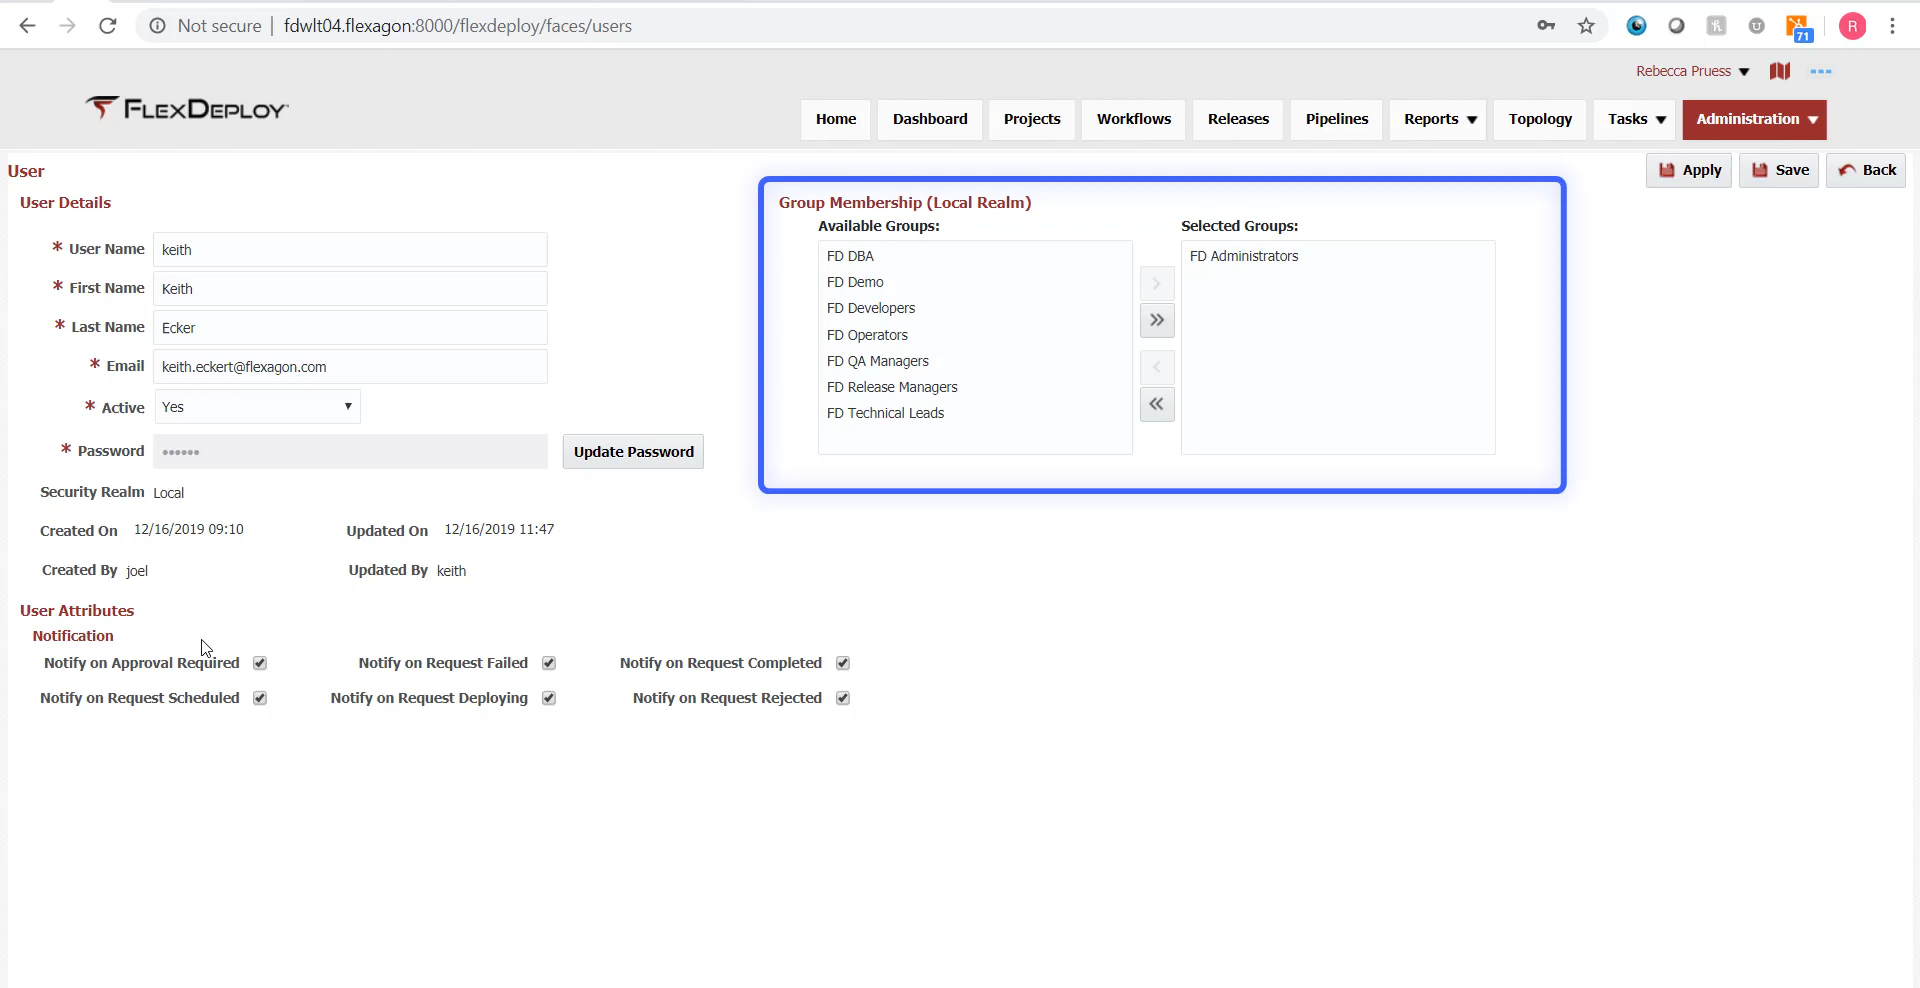 Not secure | fdwlt04.flexagon:8000/flexdeploy/faces/users
71
R
Rebecca Pruess
FLEXDEPLOY
Home Dashboard Projects Workflows Releases Pipelines Reports Topology Tasks Administration
User
Apply Save Back
User Details
* User Name keith
* First Name Keith
* Last Name Ecker
* Email keith.eckert@flexagon.com
* Active Yes
* Password •••••• Update Password
Security Realm Local
Created On 12/16/2019 09:10 Updated On 12/16/2019 11:47
Created By joel Updated By keith
Group Membership (Local Realm)
Available Groups: Selected Groups:
FD DBA FD Administrators
FD Demo
FD Developers
FD Operators
FD QA Managers
FD Release Managers
FD Technical Leads
User Attributes
Notification
Notify on Approval Required Notify on Request Failed Notify on Request Completed
Notify on Request Scheduled Notify on Request Deploying Notify on Request Rejected